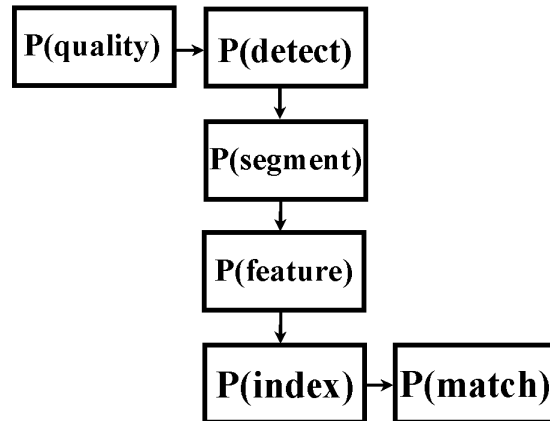 P(quality)
P(detect)
P(segment)
P(feature)
P(index)
P(match)